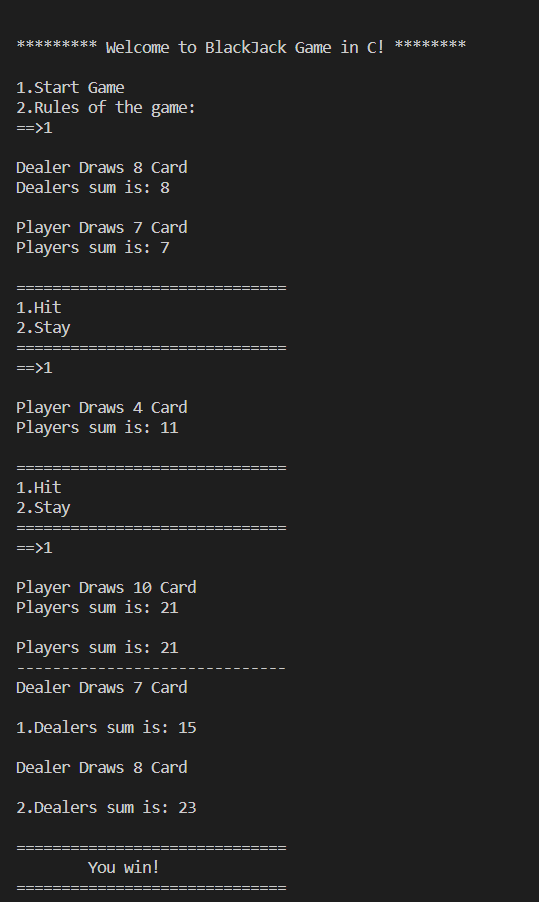 ********* Welcome to BlackJack Game in C! ********
1.Start Game
2.Rules of the game:
==>1
Dealer Draws 8 Card
Dealers sum is: 8
Player Draws 7 Card
Players sum is: 7
==============================
1.Hit
2.Stay
==============================
==>1
Player Draws 4 Card
Players sum is: 11
==============================
1.Hit
2.Stay
==============================
==>1
Player Draws 10 Card
Players sum is: 21
Players sum is: 21
------------------------------
Dealer Draws 7 Card
1.Dealers sum is: 15
Dealer Draws 8 Card
2.Dealers sum is: 23
==============================
You win!
==============================